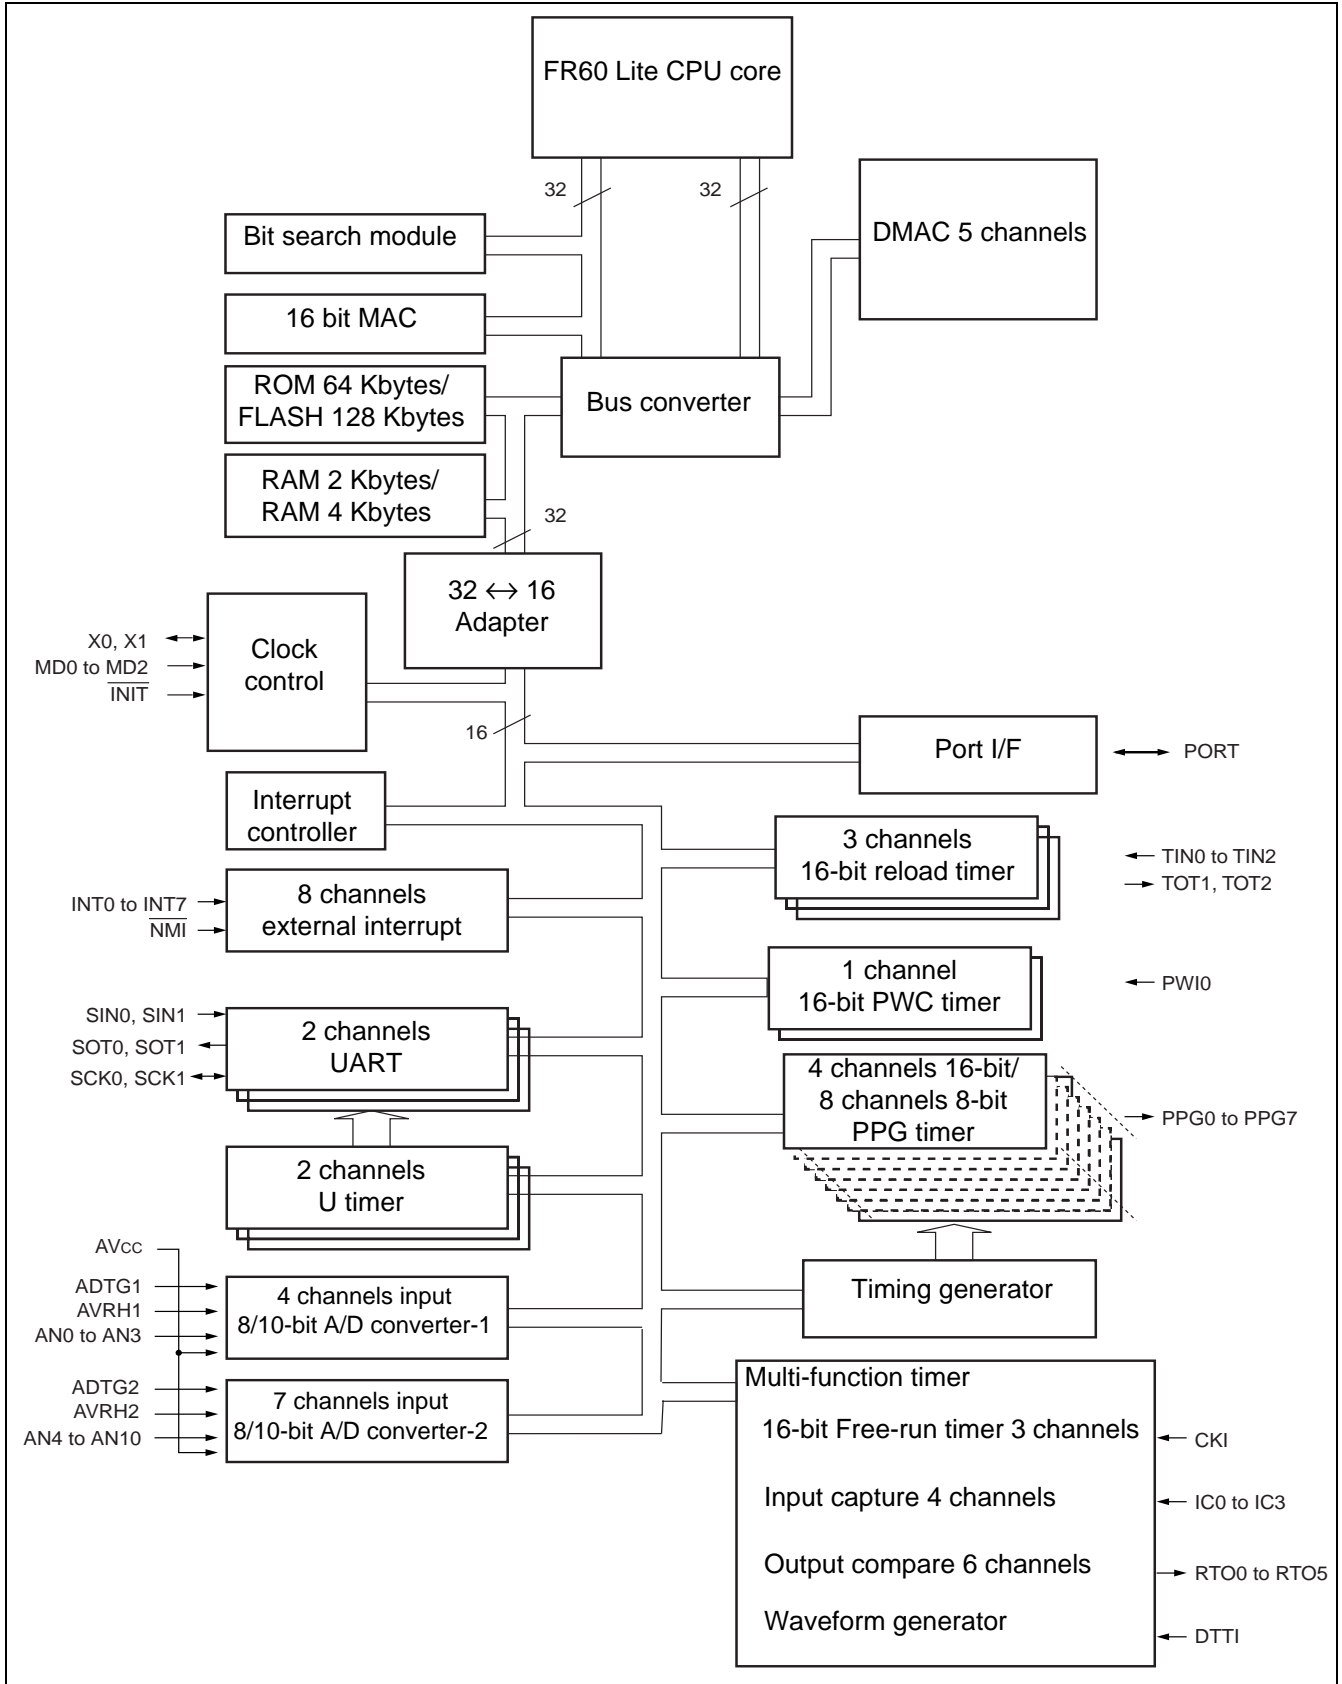 FR60 Lite CPU core
32
32
Bit search module
DMAC 5 channels
16 bit MAC
ROM 64 Kbytes/
FLASH 128 Kbytes
Bus converter
RAM 2 Kbytes/
RAM 4 Kbytes
32
32 ↔ 16
Adapter
X0, X1
MD0 to MD2
INIT
Clock
control
16
Port I/F
PORT
Interrupt
controller
3 channels
16-bit reload timer
TIN0 to TIN2
TOT1, TOT2
INT0 to INT7
NMI
8 channels
external interrupt
1 channel
16-bit PWC timer
PWI0
SIN0, SIN1
SOT0, SOT1
SCK0, SCK1
2 channels
UART
4 channels 16-bit/
8 channels 8-bit
PPG timer
PPG0 to PPG7
2 channels
U timer
AVCC
ADTG1
AVRH1
AN0 to AN3
4 channels input
8/10-bit A/D converter-1
Timing generator
ADTG2
AVRH2
AN4 to AN10
7 channels input
8/10-bit A/D converter-2
Multi-function timer
16-bit Free-run timer 3 channels
CKI
Input capture 4 channels
IC0 to IC3
Output compare 6 channels
RTO0 to RTO5
Waveform generator
DTTI